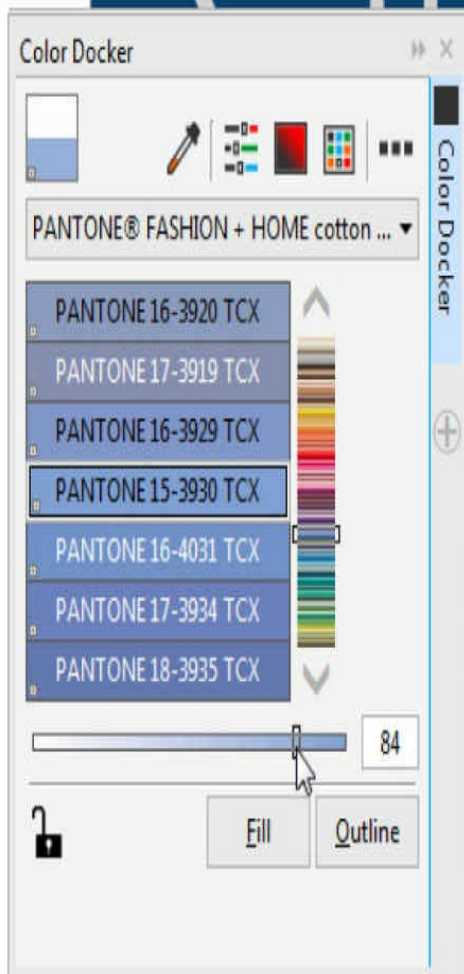 Color Docker
Color Docker
PANTONE® FASHION + HOME cotton ...
PANTONE 16-3920 TCX
PANTONE 17-3919 TCX
PANTONE 16-3929 TCX
PANTONE 15-3930 TCX
PANTONE 16-4031 TCX
PANTONE 17-3934 TCX
PANTONE 18-3935 TCX
84
Fill
Outline